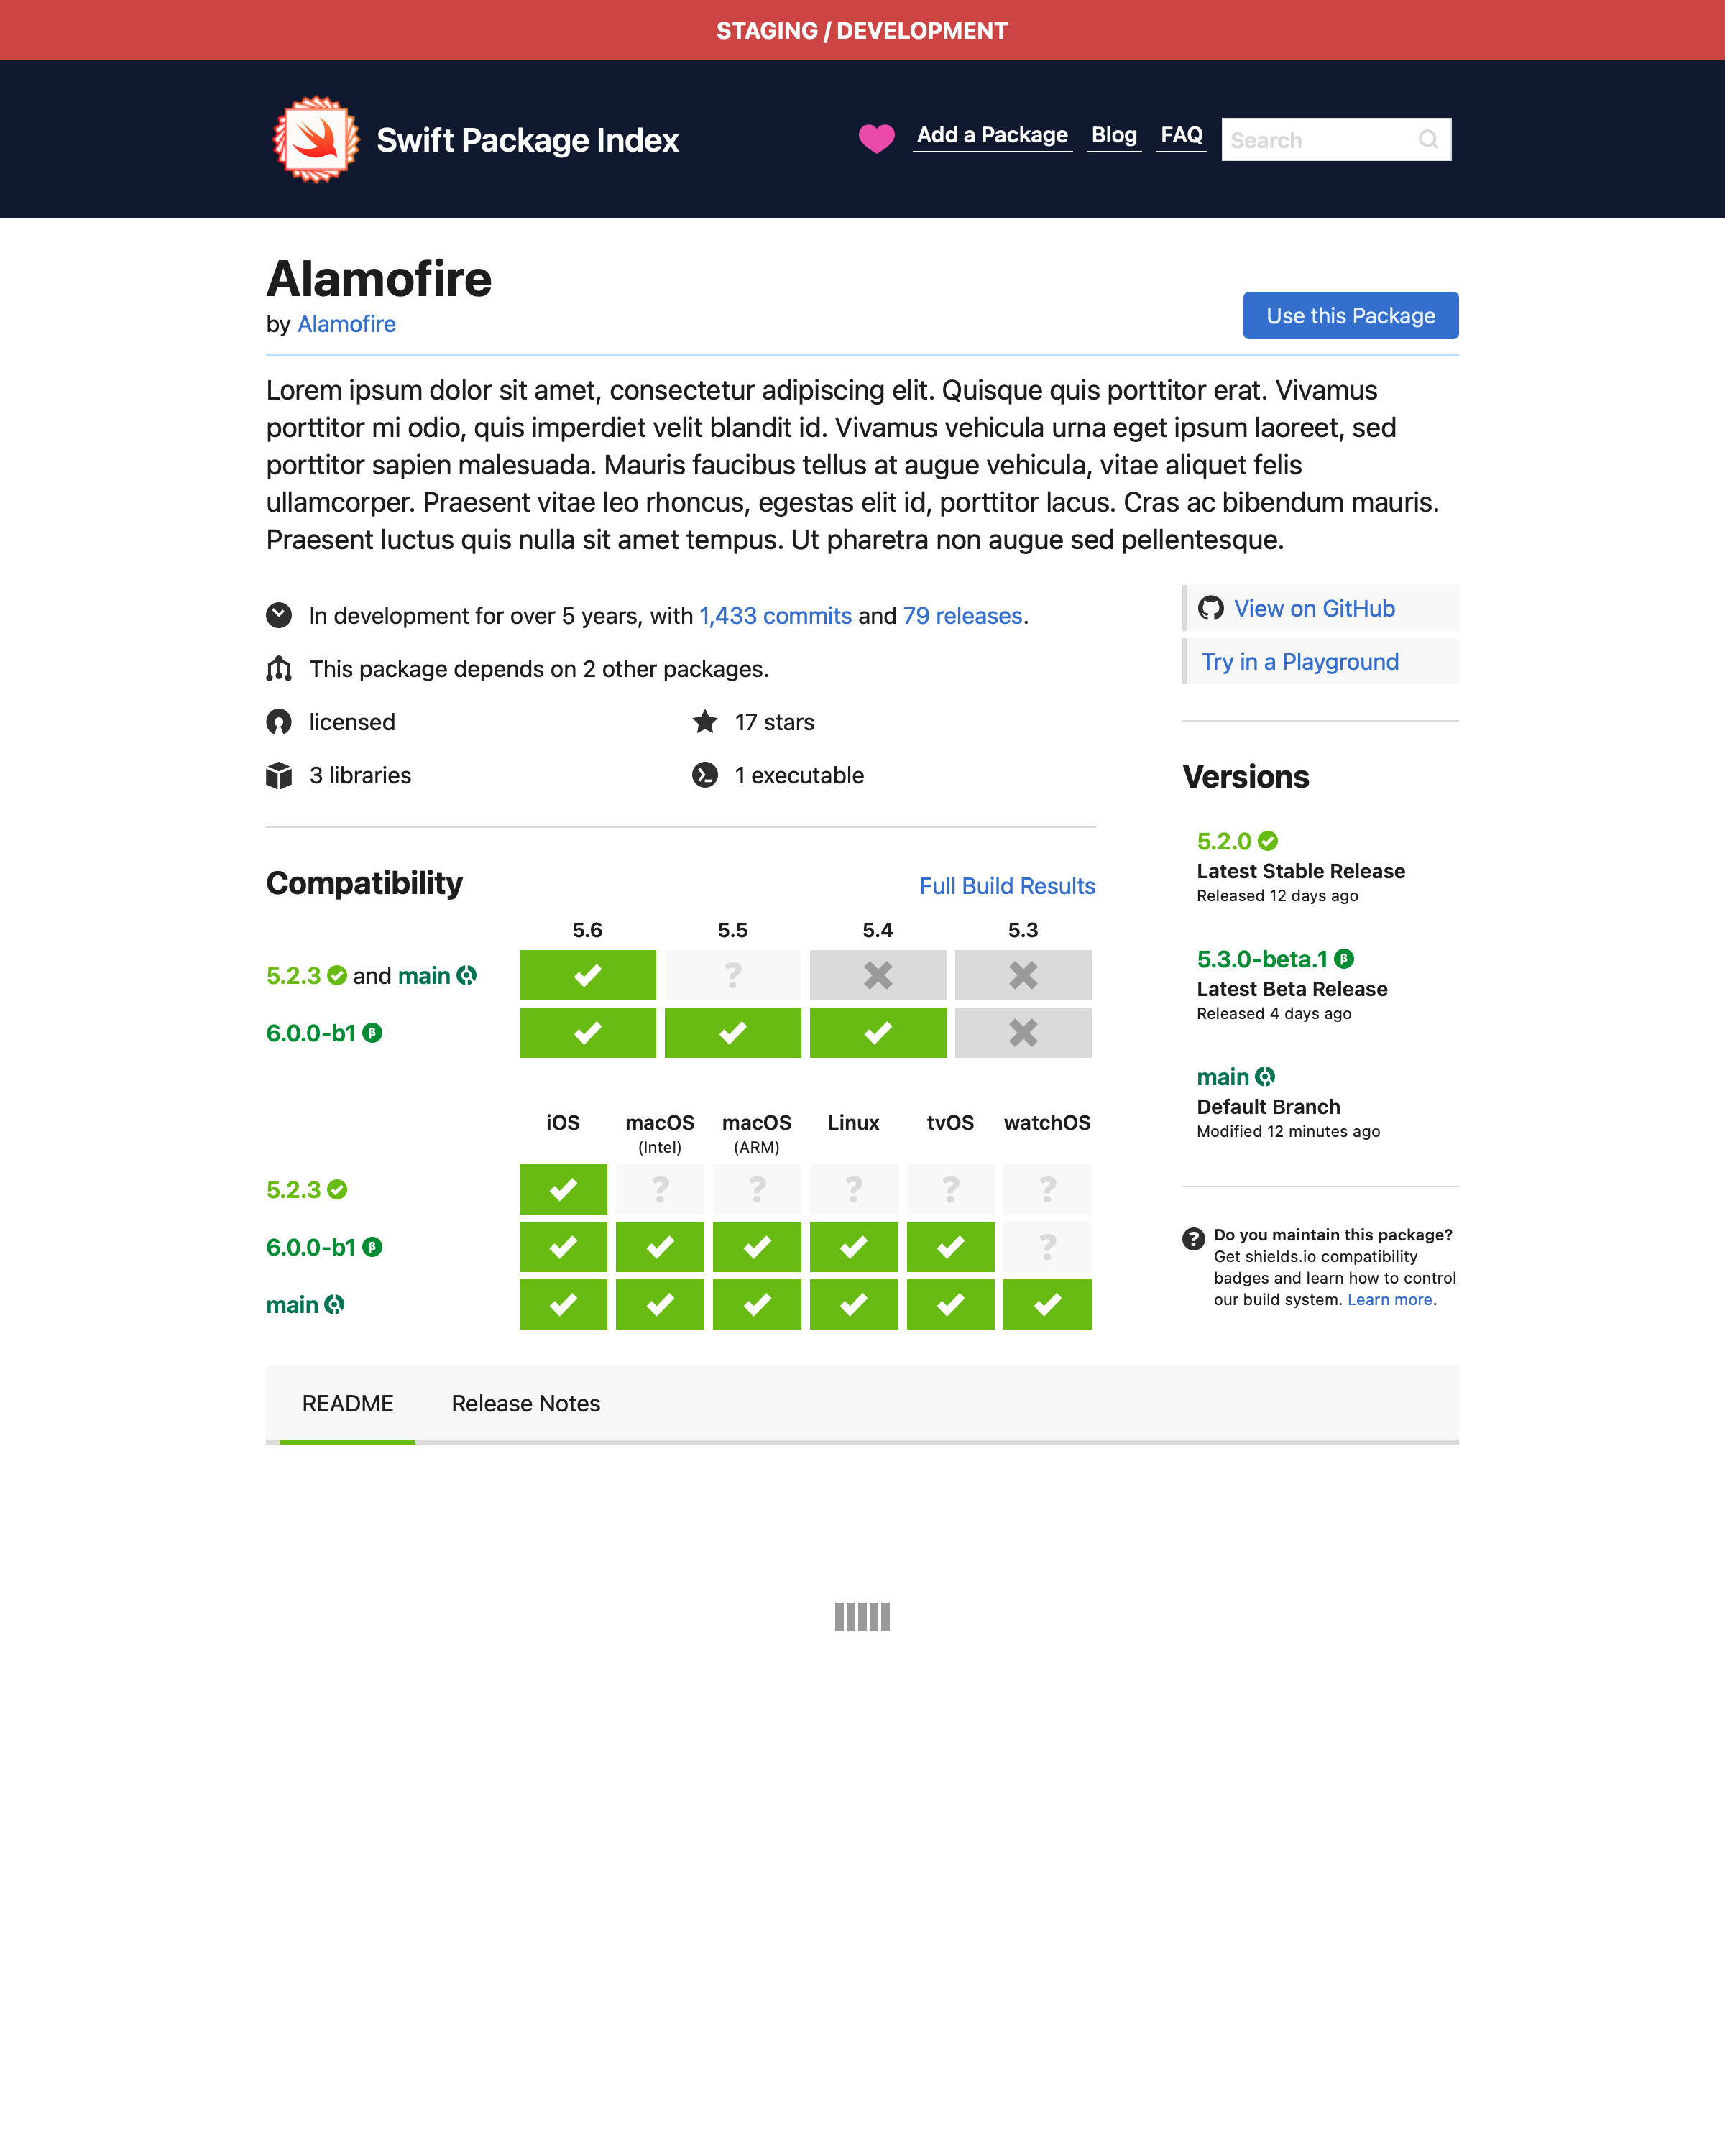 STAGING / DEVELOPMENT
Swift Package Index
Add a Package Blog FAQ Search
Alamofire
by Alamofire
Use this Package
Lorem ipsum dolor sit amet, consectetur adipiscing elit. Quisque quis porttitor erat. Vivamus
porttitor mi odio, quis imperdiet velit blandit id. Vivamus vehicula urna eget ipsum laoreet, sed
porttitor sapien malesuada. Mauris faucibus tellus at augue vehicula, vitae aliquet felis
ullamcorper. Praesent vitae leo rhoncus, egestas elit id, porttitor lacus. Cras ac bibendum mauris.
Praesent luctus quis nulla sit amet tempus. Ut pharetra non augue sed pellentesque.
In development for over 5 years, with 1,433 commits and 79 releases.
This package depends on 2 other packages.
licensed
17 stars
3 libraries
1 executable
Compatibility
Full Build Results
5.6 5.5 5.4 5.3
5.2.3 and main
?
6.0.0-b1 β
iOS macOS macOS Linux tvOS watchOS
(Intel) (ARM)
5.2.3
? ? ? ? ?
6.0.0-b1 β
?
main
View on GitHub
Try in a Playground
Versions
5.2.0
Latest Stable Release
Released 12 days ago
5.3.0-beta.1 β
Latest Beta Release
Released 4 days ago
main
Default Branch
Modified 12 minutes ago
? Do you maintain this package?
Get shields.io compatibility
badges and learn how to control
our build system. Learn more.
README Release Notes